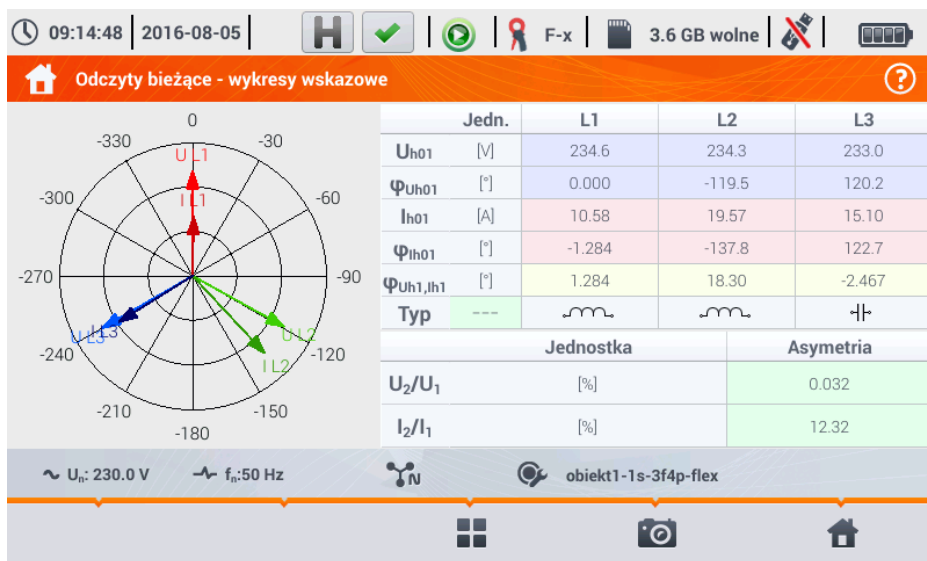 09:14:48 2016-08-05 H F-x 3.6 GB wolne
Odczyty bieżące - wykresy wskazowe ?
0
-30
-60
-90
-120
-150
-180
-210
-240
-270
-300
-330
U L1
I L1
U L2
I L2
U L3
I L3
Jedn. L1 L2 L3
Uh01 [V] 234.6 234.3 233.0
φUh01 [°] 0.000 -119.5 120.2
Ih01 [A] 10.58 19.57 15.10
φIh01 [°] -1.284 -137.8 122.7
φUh1,Ih1 [°] 1.284 18.30 -2.467
Typ ---
Jednostka Asymetria
U₂/U₁ [%] 0.032
I₂/I₁ [%] 12.32
Uₙ: 230.0 V fₙ:50 Hz N obiekt1-1s-3f4p-flex